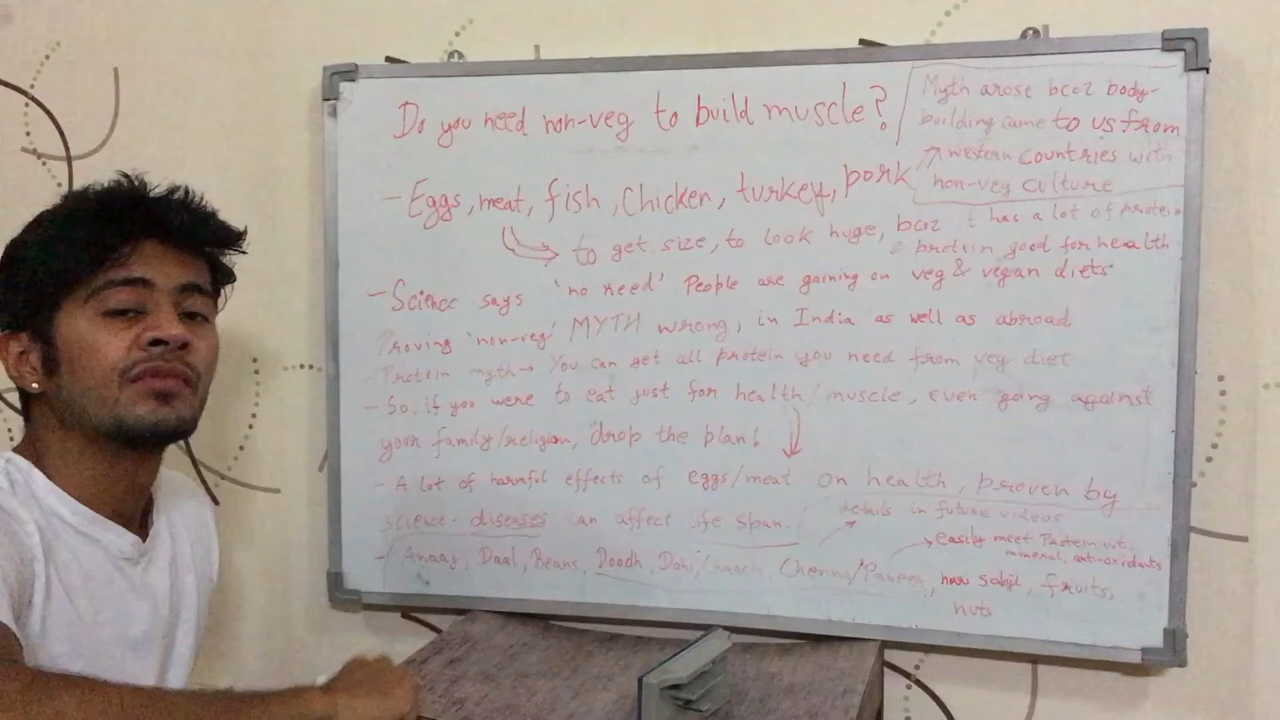 Do you need non-veg to build muscle?
Myth arose bcoz body-
building came to us from
western countries with
non-veg culture
- Eggs, meat, fish, Chicken, turkey, pork
to get size, to look huge, bcoz it has a lot of protein
& protein good for health
- Science says 'no need' People are gaining on veg & vegan diets
Proving 'non-veg' MYTH wrong, in India as well as abroad
- Protein myth → You can get all protein you need from veg diet
- So, if you were to eat just for health/muscle, even going against
your family/religion, drop the plan!
- A lot of harmful effects of eggs/meat on health, proven by
science - diseases can affect life span.
details in future videos
easily meet Protein vit.
mineral, anti-oxidants
- Anaaj, Daal, Beans, Doodh, Dahi, Chaach, Chenna/Paneer, hari sabji, fruits,
nuts